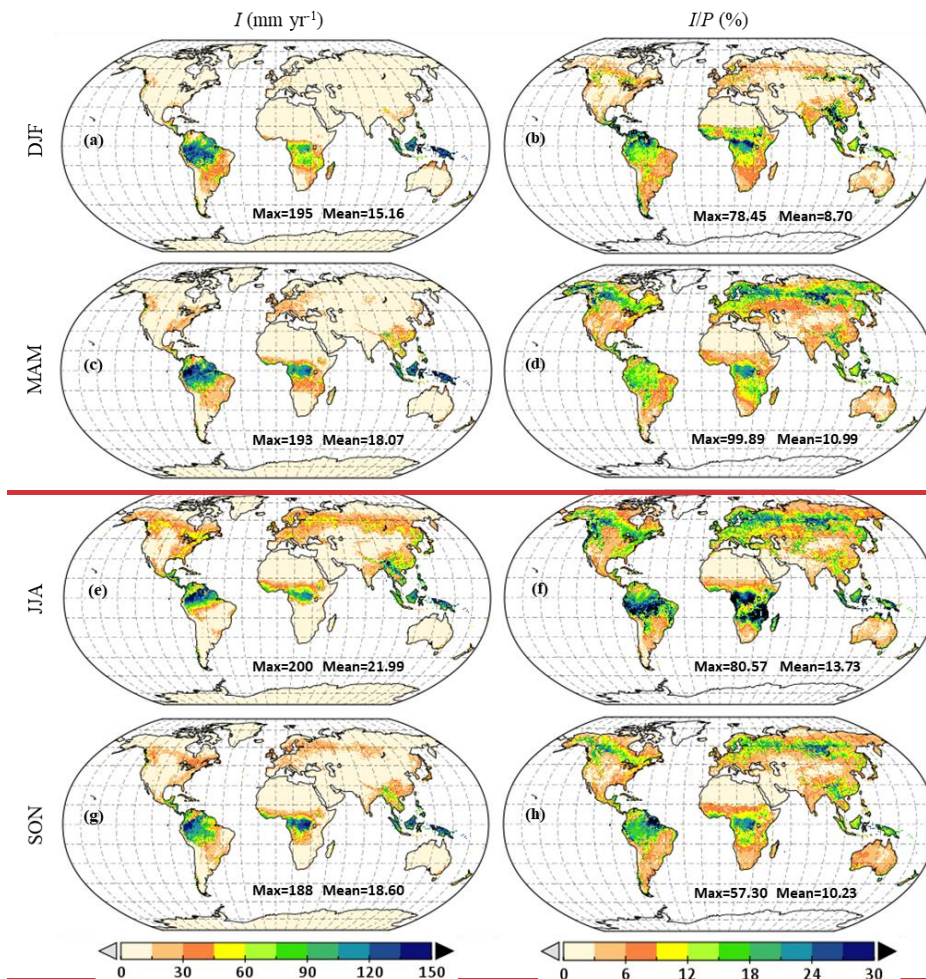 I (mm yr-1) I/P (%)
DJF
(a) (b)
Max=195 Mean=15.16 Max=78.45 Mean=8.70
MAM
(c) (d)
Max=193 Mean=18.07 Max=99.89 Mean=10.99
JJA
(e) (f)
Max=200 Mean=21.99 Max=80.57 Mean=13.73
SON
(g) (h)
Max=188 Mean=18.60 Max=57.30 Mean=10.23
0 30 60 90 120 150 0 6 12 18 24 30